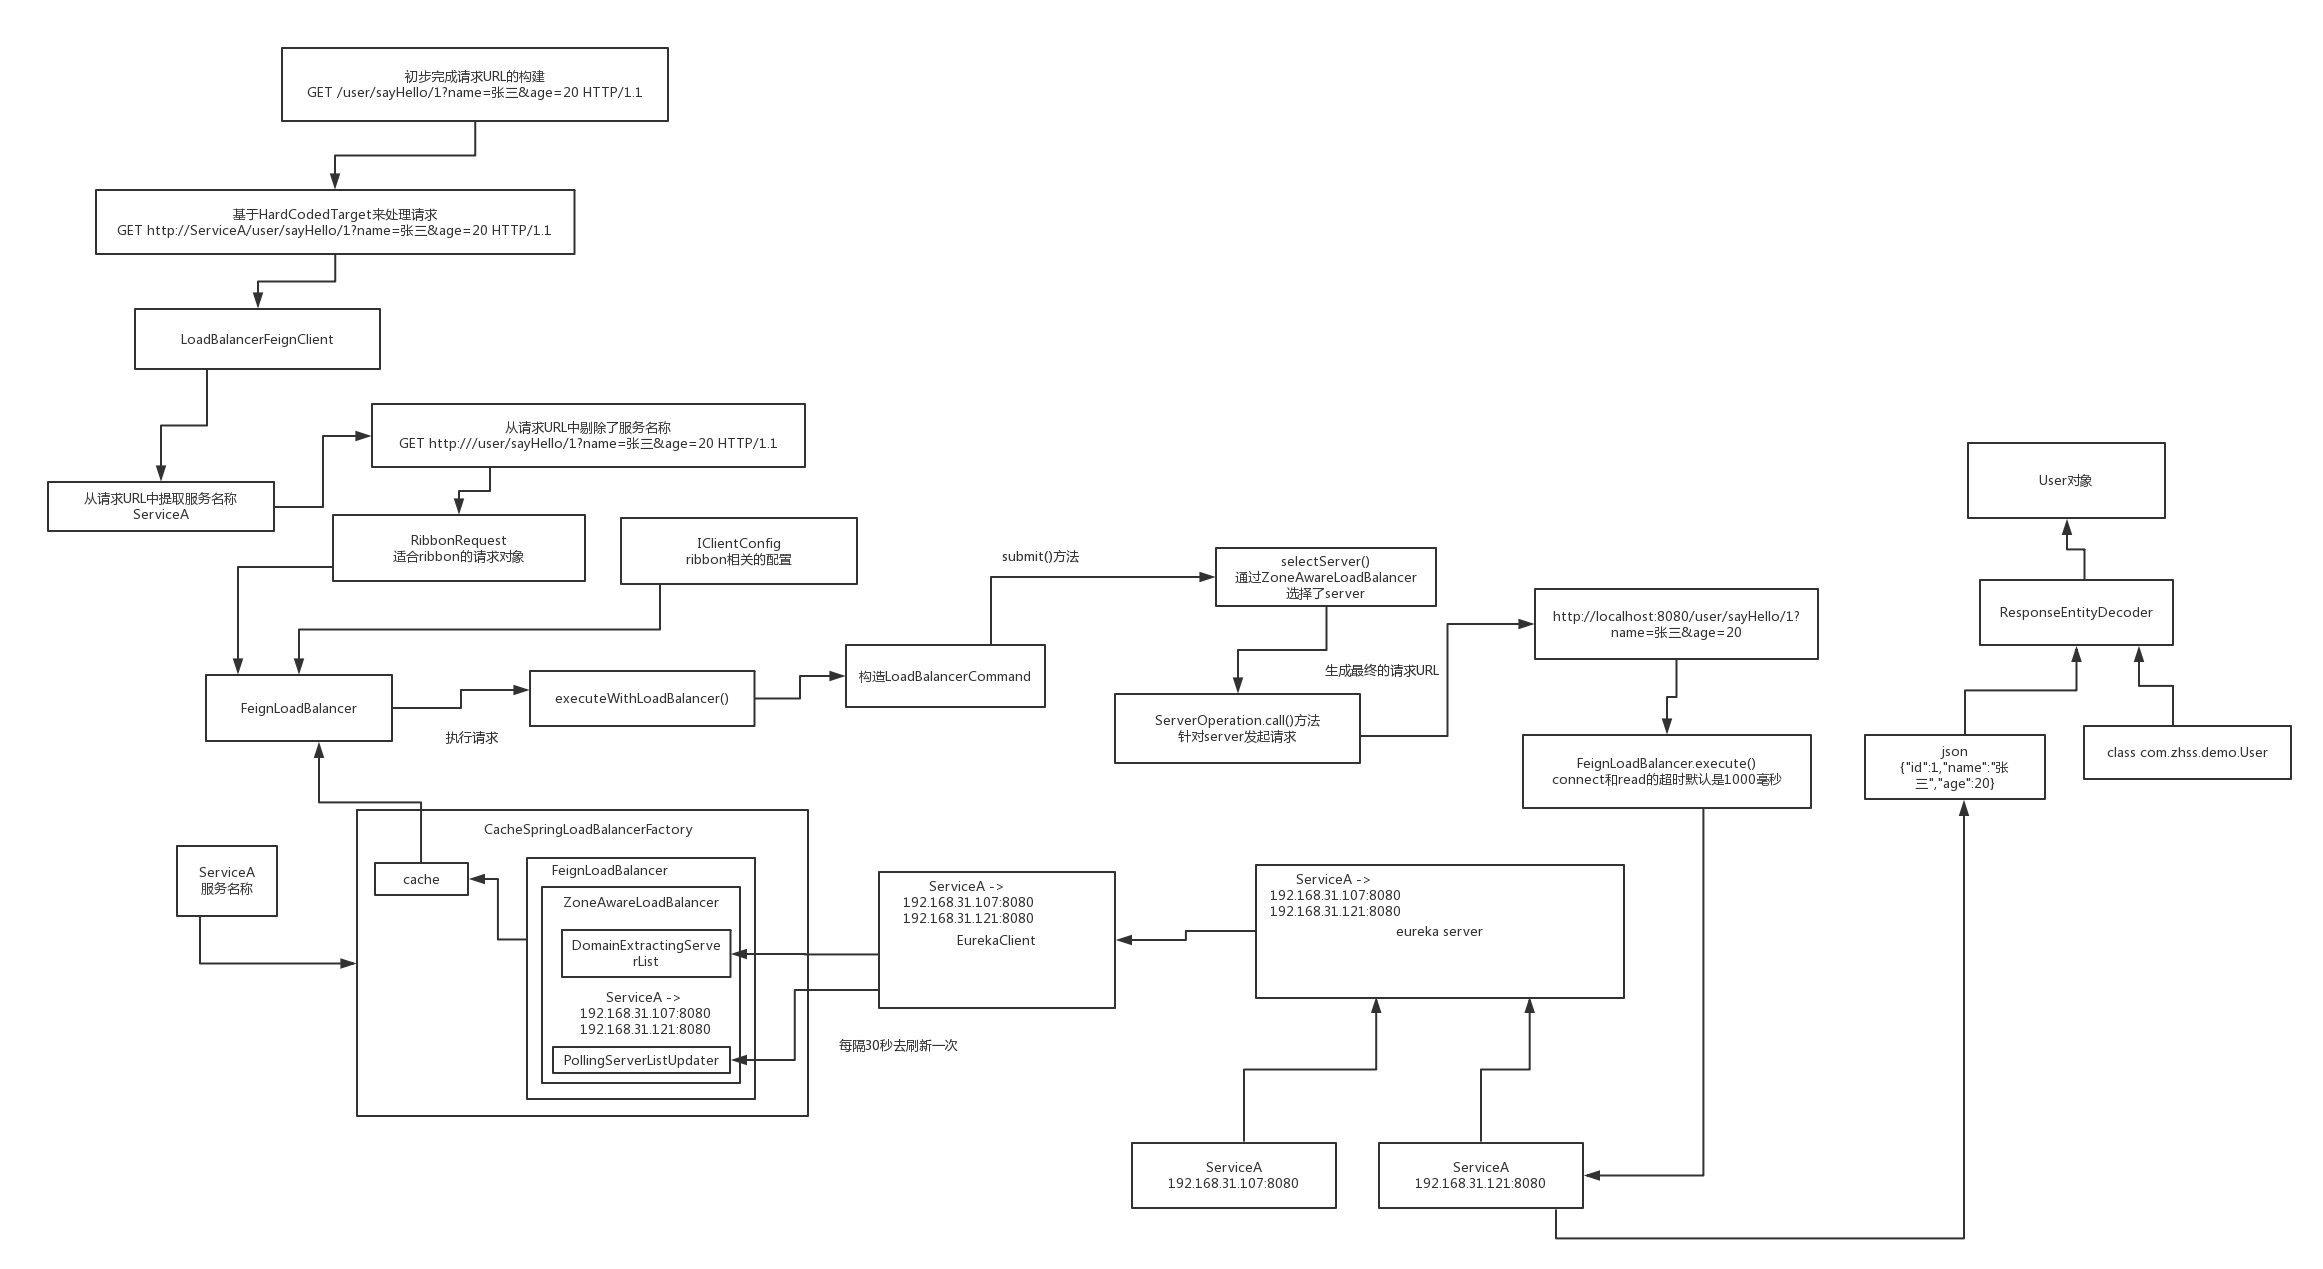 初步完成请求URL的构建
GET /user/sayHello/1?name=张三&age=20 HTTP/1.1
基于HardCodedTarget来处理请求
GET http://ServiceA/user/sayHello/1?name=张三&age=20 HTTP/1.1
LoadBalancerFeignClient
从请求URL中剔除了服务名称
GET http:///user/sayHello/1?name=张三&age=20 HTTP/1.1
从请求URL中提取服务名称
ServiceA
RibbonRequest
适合ribbon的请求对象
IClientConfig
ribbon相关的配置
submit()方法
selectServer()
通过ZoneAwareLoadBalancer
选择了server
http://localhost:8080/user/sayHello/1?
name=张三&age=20
User对象
ResponseEntityDecoder
FeignLoadBalancer
执行请求
executeWithLoadBalancer()
构造LoadBalancerCommand
生成最终的请求URL
ServerOperation.call()方法
针对server发起请求
FeignLoadBalancer.execute()
connect和read的超时默认是1000毫秒
json
{"id":1,"name":"张
三","age":20}
class com.zhss.demo.User
ServiceA
服务名称
CacheSpringLoadBalancerFactory
cache
FeignLoadBalancer
ZoneAwareLoadBalancer
DomainExtractingServe
rList
ServiceA ->
192.168.31.107:8080
192.168.31.121:8080
PollingServerListUpdater
ServiceA ->
192.168.31.107:8080
192.168.31.121:8080
EurekaClient
每隔30秒去刷新一次
ServiceA ->
192.168.31.107:8080
192.168.31.121:8080
eureka server
ServiceA
192.168.31.107:8080
ServiceA
192.168.31.121:8080